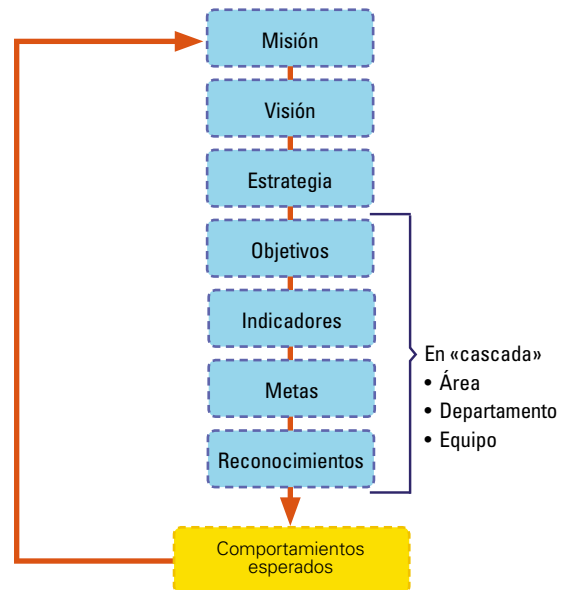 Misión
Visión
Estrategia
Objetivos
Indicadores
Metas
Reconocimientos
En «cascada»
• Área
• Departamento
• Equipo
Comportamientos
esperados